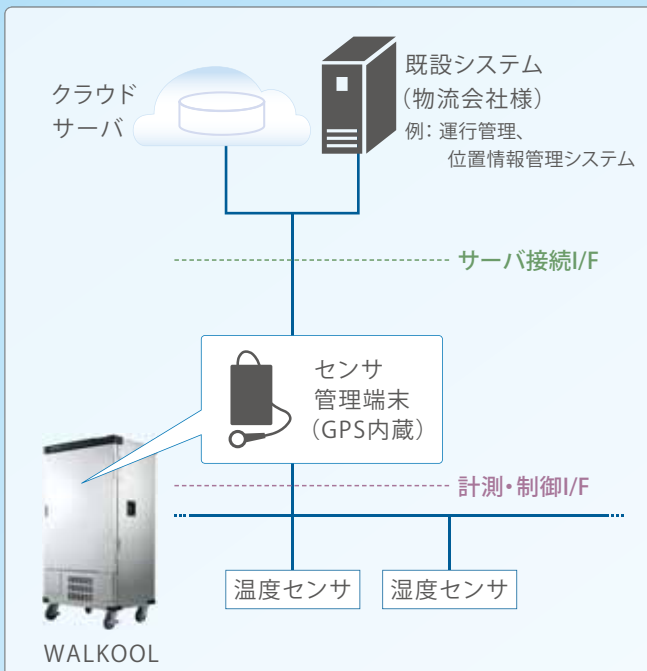 クラウド
サーバ
既設システム
(物流会社様)
例: 運行管理、
位置情報管理システム
サーバ接続I/F
センサ
管理端末
(GPS内蔵)
計測・制御I/F
温度センサ
湿度センサ
WALKOOL